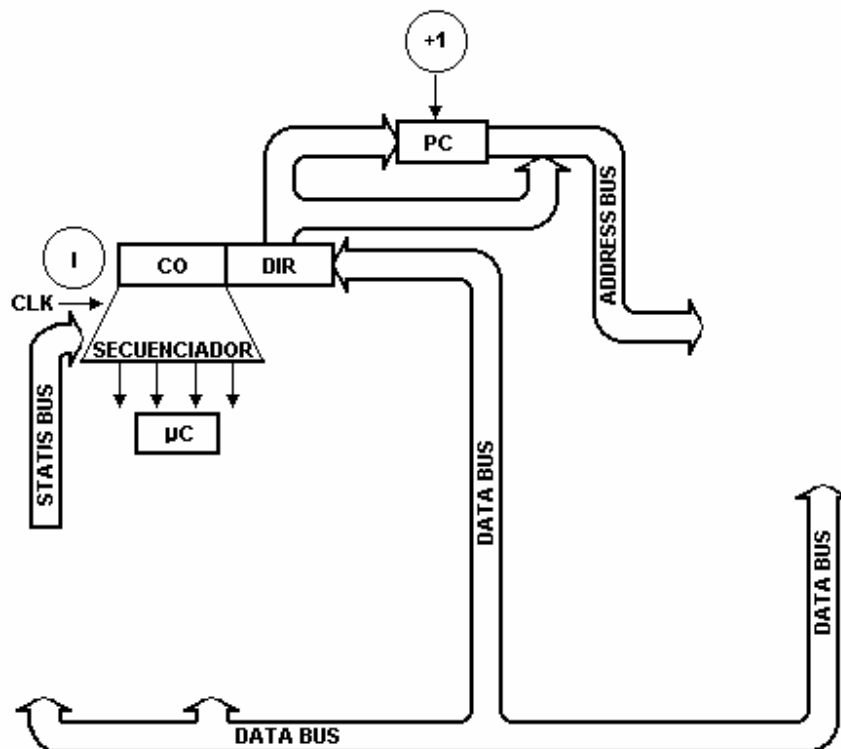 +1
PC
ADDRESS BUS
I
CO
DIR
CLK
SECUENCIADOR
µC
STATIS BUS
DATA BUS
DATA BUS
DATA BUS